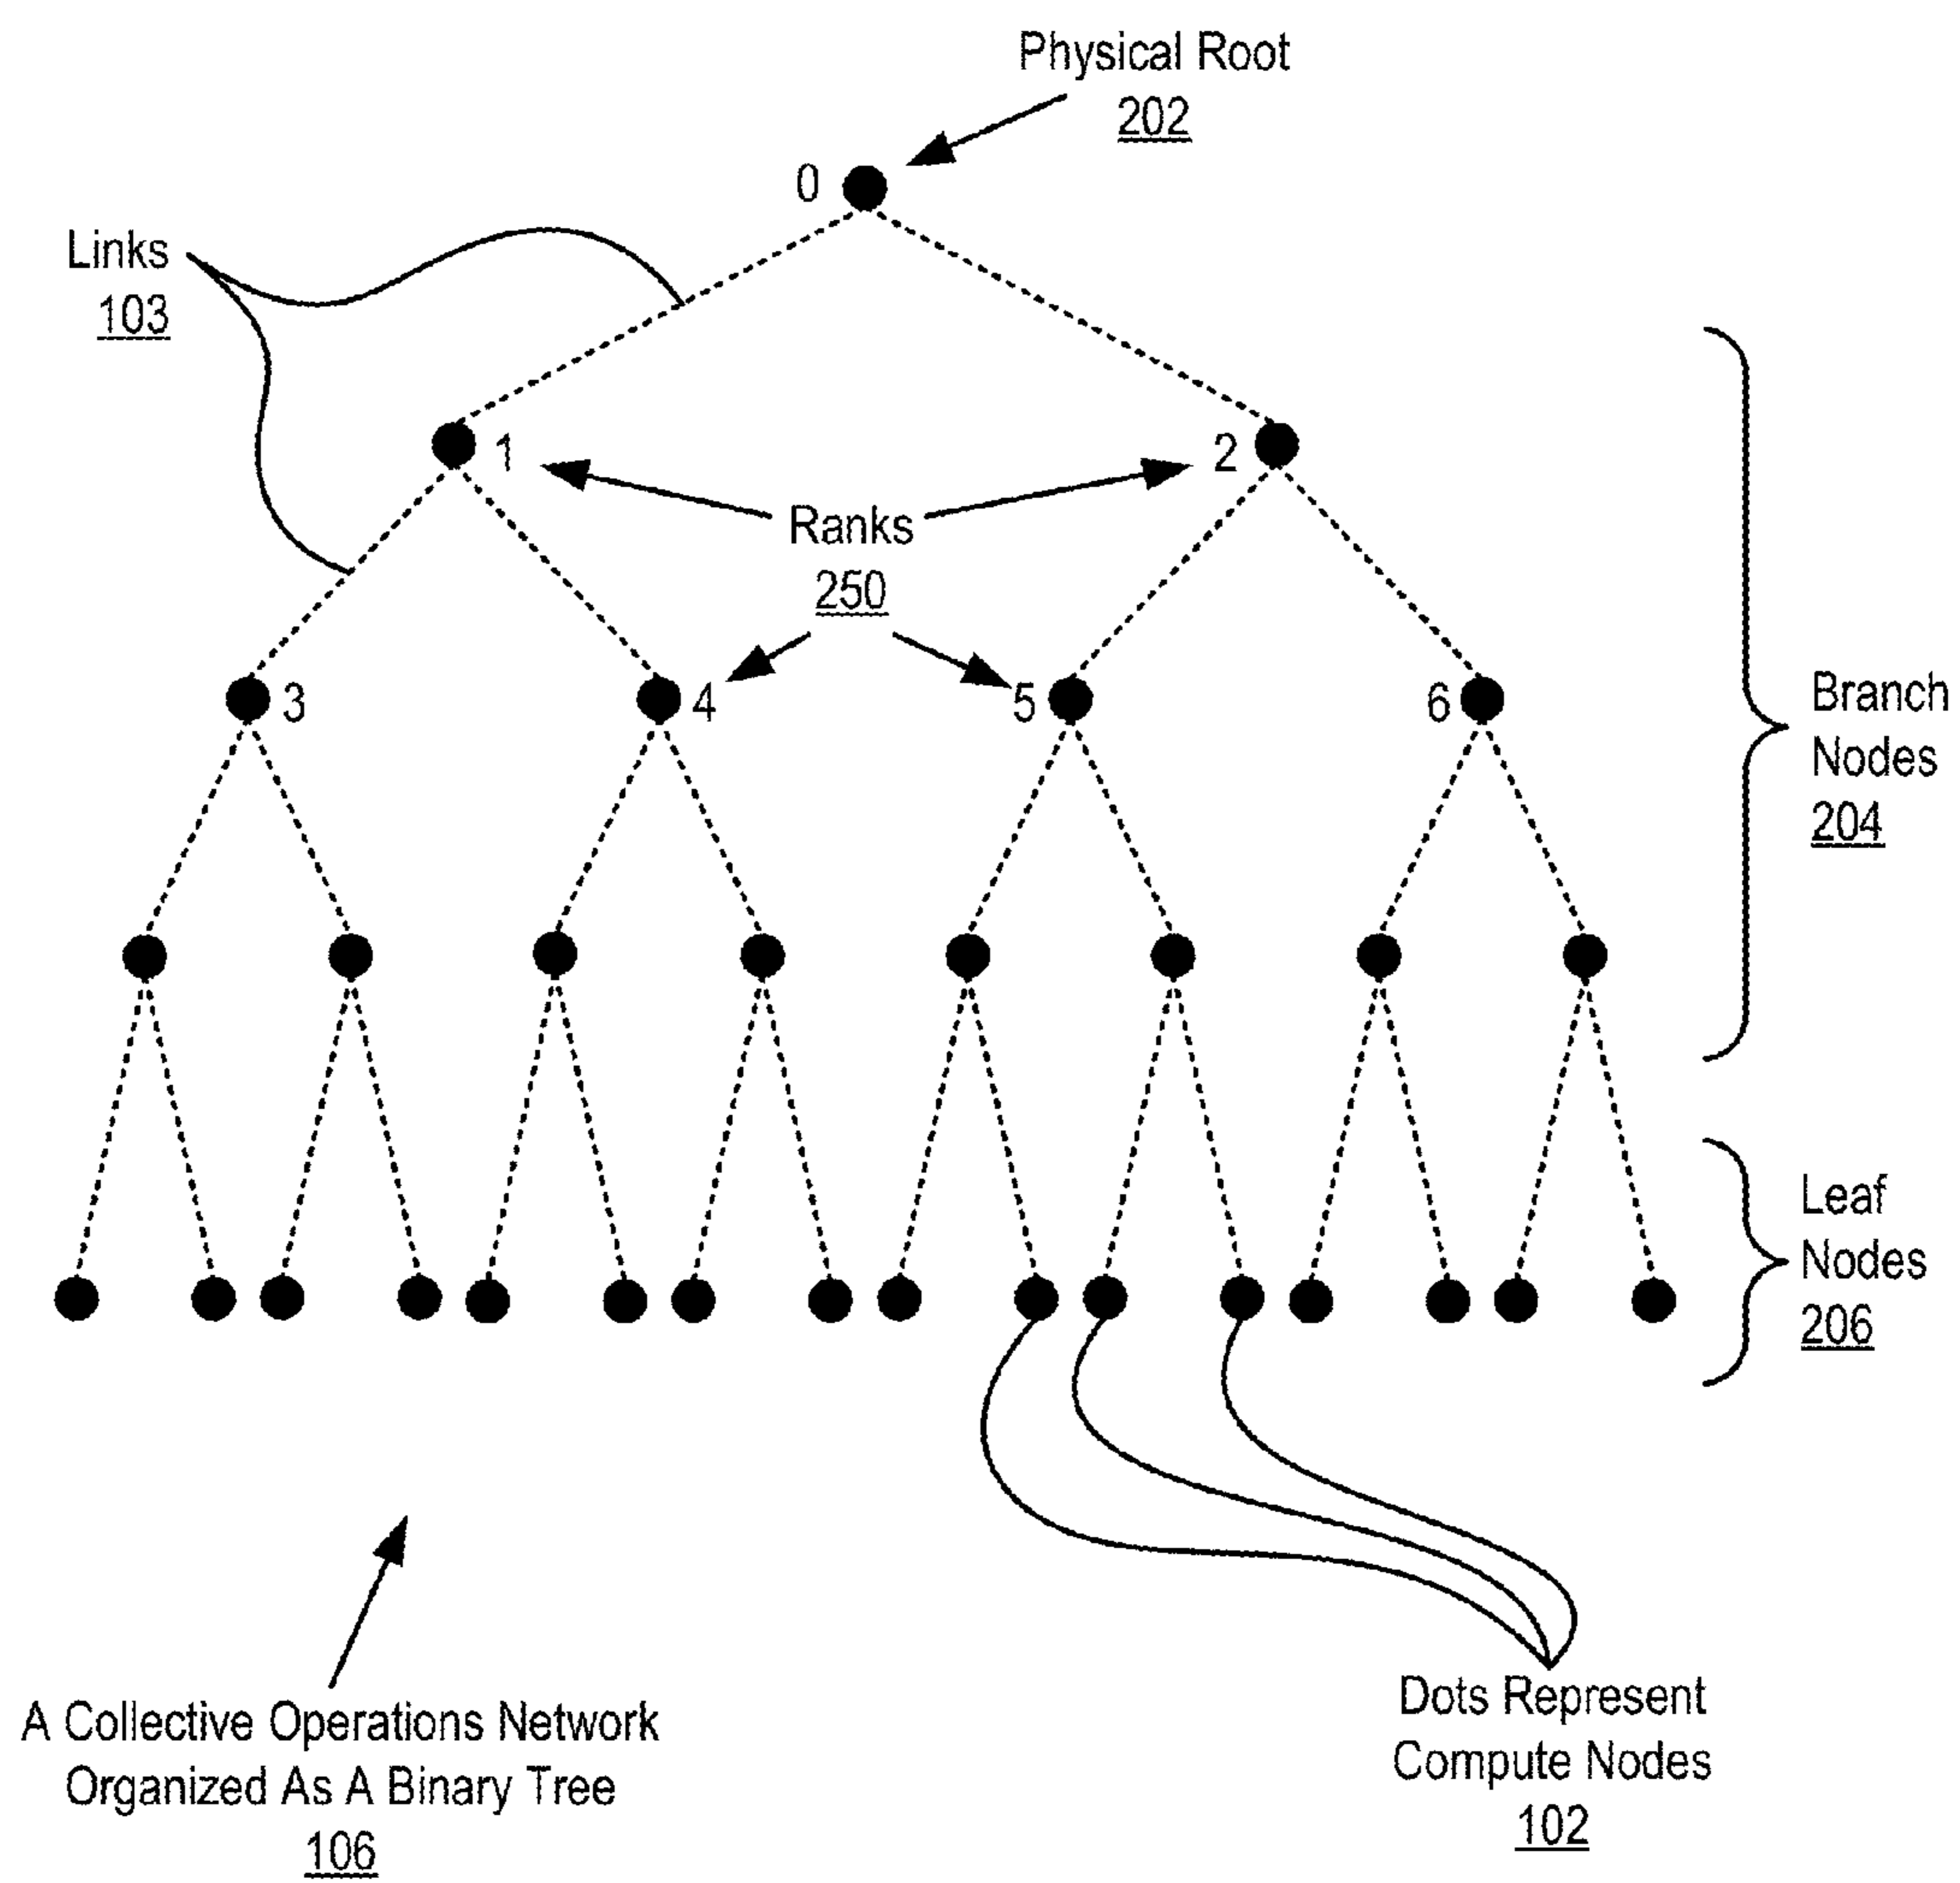 Physical Root
202
0
Links
103
1
2
Ranks
250
3
4
5
6
Branch
Nodes
204
Leaf
Nodes
206
A Collective Operations Network
Organized As A Binary Tree
106
Dots Represent
Compute Nodes
102